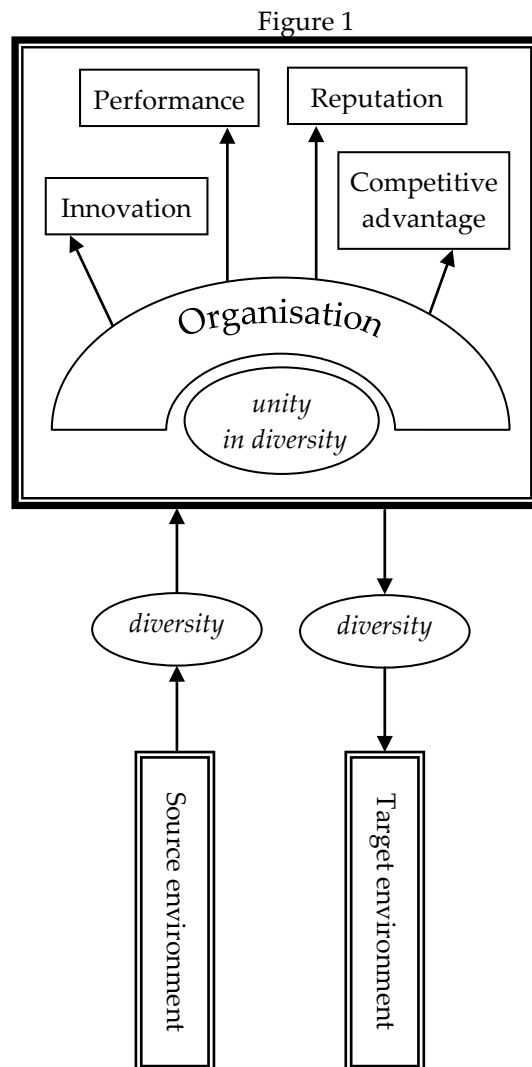 Figure 1
Performance
Reputation
Innovation
Competitive
advantage
Organisation
unity
in diversity
diversity
diversity
Source environment
Target environment